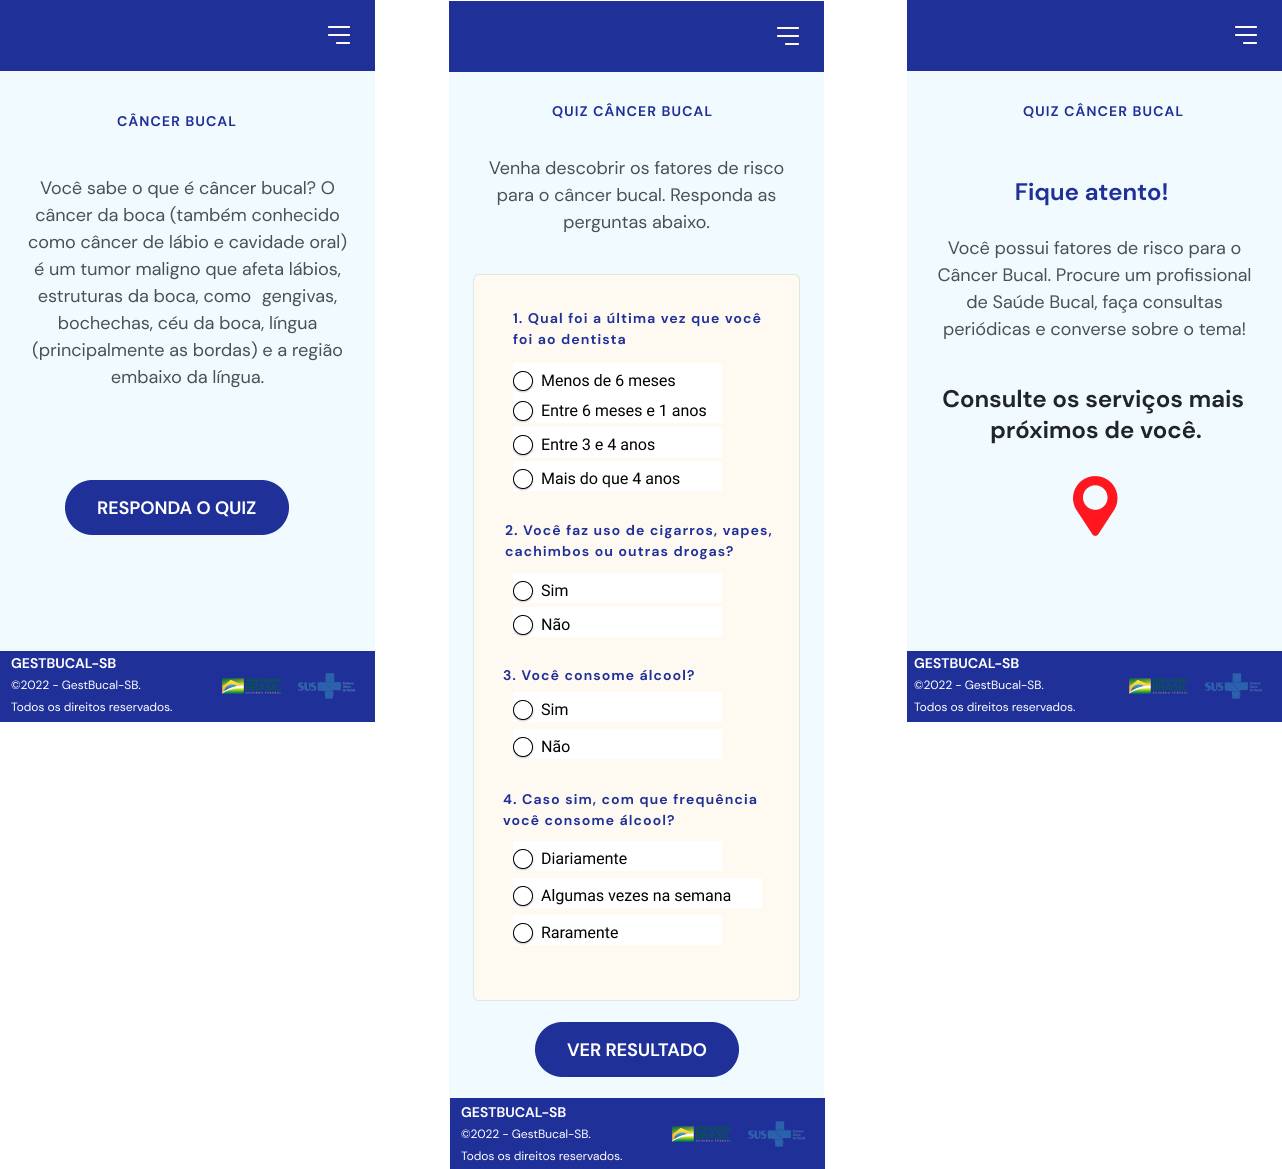 CÂNCER BUCAL
Você sabe o que é câncer bucal? O
câncer da boca (também conhecido
como câncer de lábio e cavidade oral)
é um tumor maligno que afeta lábios,
estruturas da boca, como  gengivas,
bochechas, céu da boca, língua
(principalmente as bordas) e a região
embaixo da língua.
RESPONDA O QUIZ
GESTBUCAL-SB
©2022 - GestBucal-SB.
Todos os direitos reservados.
SUS
QUIZ CÂNCER BUCAL
Venha descobrir os fatores de risco
para o câncer bucal. Responda as
perguntas abaixo.
1. Qual foi a última vez que você
foi ao dentista
Menos de 6 meses
Entre 6 meses e 1 anos
Entre 3 e 4 anos
Mais do que 4 anos
2. Você faz uso de cigarros, vapes,
cachimbos ou outras drogas?
Sim
Não
3. Você consome álcool?
Sim
Não
4. Caso sim, com que frequência
você consome álcool?
Diariamente
Algumas vezes na semana
Raramente
VER RESULTADO
GESTBUCAL-SB
©2022 - GestBucal-SB.
Todos os direitos reservados.
SUS
QUIZ CÂNCER BUCAL
Fique atento!
Você possui fatores de risco para o
Câncer Bucal. Procure um profissional
de Saúde Bucal, faça consultas
periódicas e converse sobre o tema!
Consulte os serviços mais
próximos de você.
GESTBUCAL-SB
©2022 - GestBucal-SB.
Todos os direitos reservados.
SUS